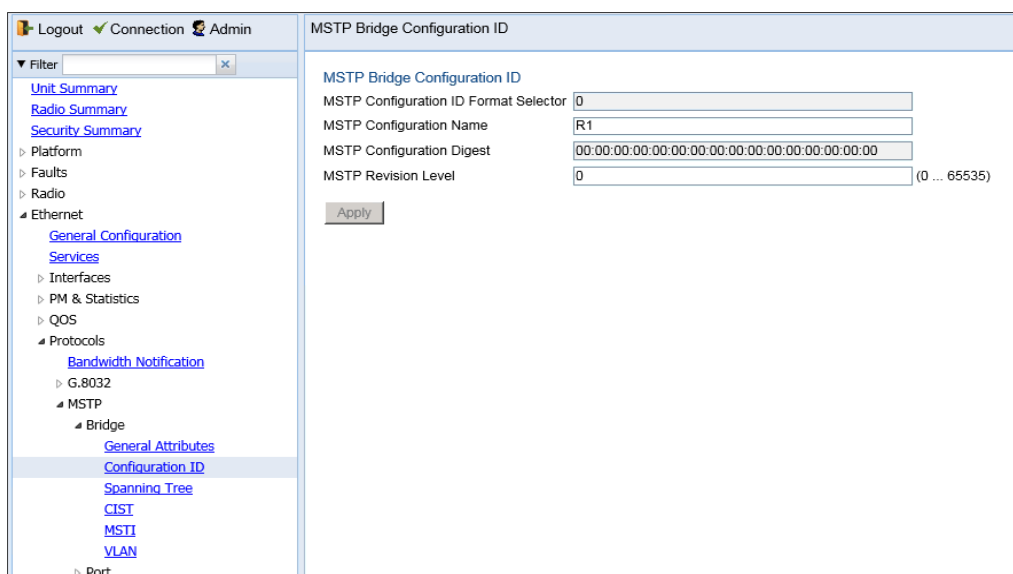 Logout Connection Admin
Filter
Unit Summary
Radio Summary
Security Summary
Platform
Faults
Radio
Ethernet
General Configuration
Services
Interfaces
PM & Statistics
QOS
Protocols
Bandwidth Notification
G.8032
MSTP
Bridge
General Attributes
Configuration ID
Spanning Tree
CIST
MSTI
VLAN
Port
MSTP Bridge Configuration ID
MSTP Bridge Configuration ID
MSTP Configuration ID Format Selector 0
MSTP Configuration Name R1
MSTP Configuration Digest 00:00:00:00:00:00:00:00:00:00:00:00:00:00:00:00
MSTP Revision Level 0 (0 ... 65535)
Apply